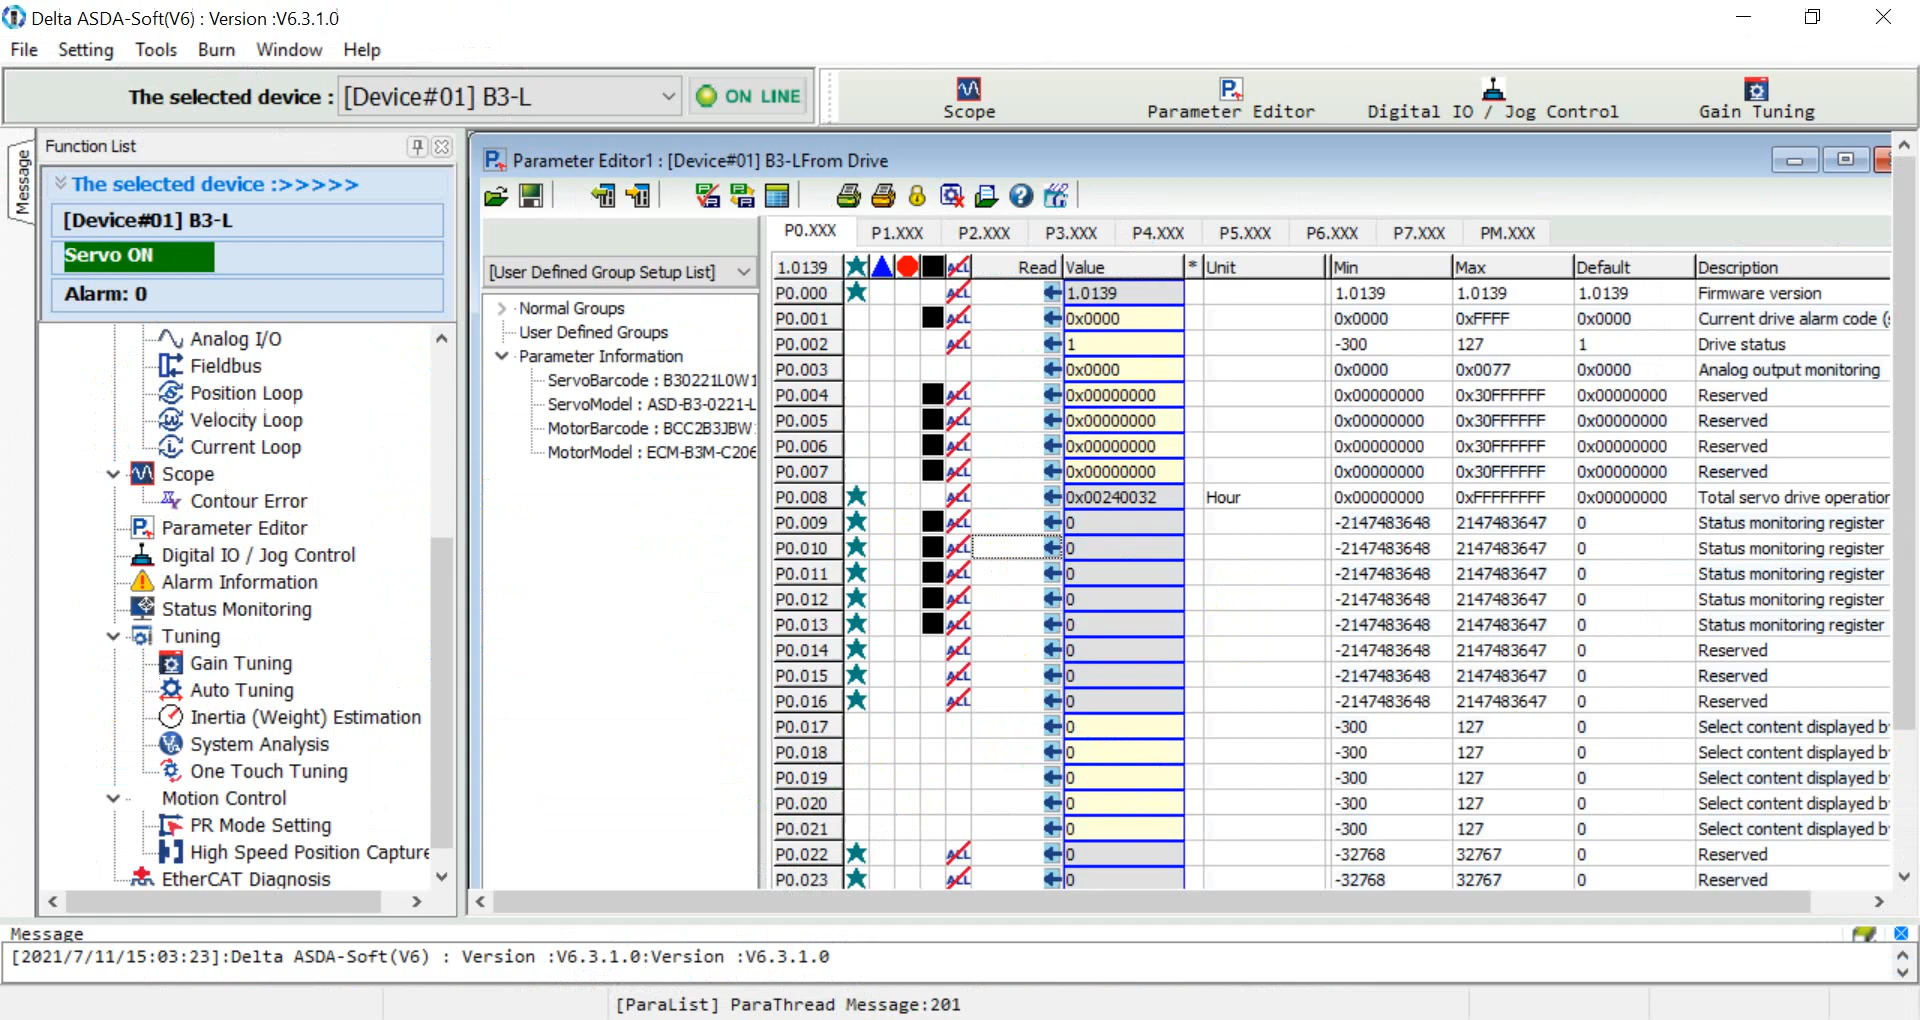 Delta ASDA-Soft(V6) : Version :V6.3.1.0
File Setting Tools Burn Window Help
The selected device : [Device#01] B3-L ON LINE
Scope Parameter Editor Digital IO / Jog Control Gain Tuning
Message
Function List
The selected device :>>>>>
[Device#01] B3-L
Servo ON
Alarm: 0
Analog I/O
Fieldbus
Position Loop
Velocity Loop
Current Loop
Scope
Contour Error
Parameter Editor
Digital IO / Jog Control
Alarm Information
Status Monitoring
Tuning
Gain Tuning
Auto Tuning
Inertia (Weight) Estimation
System Analysis
One Touch Tuning
Motion Control
PR Mode Setting
High Speed Position Capture
EtherCAT Diagnosis
Parameter Editor1 : [Device#01] B3-LFrom Drive
[User Defined Group Setup List]
Normal Groups
User Defined Groups
Parameter Information
ServoBarcode : B30221L0W1
ServoModel : ASD-B3-0221-L
MotorBarcode : BCC2B3JBW
MotorModel : ECM-B3M-C206
P0.XXX P1.XXX P2.XXX P3.XXX P4.XXX P5.XXX P6.XXX P7.XXX PM.XXX
1.0139 ALL Read Value * Unit Min Max Default Description
P0.000 ALL 1.0139 1.0139 1.0139 1.0139 Firmware version
P0.001 ALL 0x0000 0x0000 0xFFFF 0x0000 Current drive alarm code (
P0.002 ALL 1 -300 127 1 Drive status
P0.003 0x0000 0x0000 0x0077 0x0000 Analog output monitoring
P0.004 ALL 0x00000000 0x00000000 0x30FFFFFF 0x00000000 Reserved
P0.005 ALL 0x00000000 0x00000000 0x30FFFFFF 0x00000000 Reserved
P0.006 ALL 0x00000000 0x00000000 0x30FFFFFF 0x00000000 Reserved
P0.007 ALL 0x00000000 0x00000000 0x30FFFFFF 0x00000000 Reserved
P0.008 ALL 0x00240032 Hour 0x00000000 0xFFFFFFFF 0x00000000 Total servo drive operation
P0.009 ALL 0 -2147483648 2147483647 0 Status monitoring register
P0.010 ALL 0 -2147483648 2147483647 0 Status monitoring register
P0.011 ALL 0 -2147483648 2147483647 0 Status monitoring register
P0.012 ALL 0 -2147483648 2147483647 0 Status monitoring register
P0.013 ALL 0 -2147483648 2147483647 0 Status monitoring register
P0.014 ALL 0 -2147483648 2147483647 0 Reserved
P0.015 ALL 0 -2147483648 2147483647 0 Reserved
P0.016 ALL 0 -2147483648 2147483647 0 Reserved
P0.017 0 -300 127 0 Select content displayed b
P0.018 0 -300 127 0 Select content displayed b
P0.019 0 -300 127 0 Select content displayed b
P0.020 0 -300 127 0 Select content displayed b
P0.021 0 -300 127 0 Select content displayed b
P0.022 ALL 0 -32768 32767 0 Reserved
P0.023 ALL 0 -32768 32767 0 Reserved
Message
[2021/7/11/15:03:23]:Delta ASDA-Soft(V6) : Version :V6.3.1.0:Version :V6.3.1.0
[ParaList] ParaThread Message:201